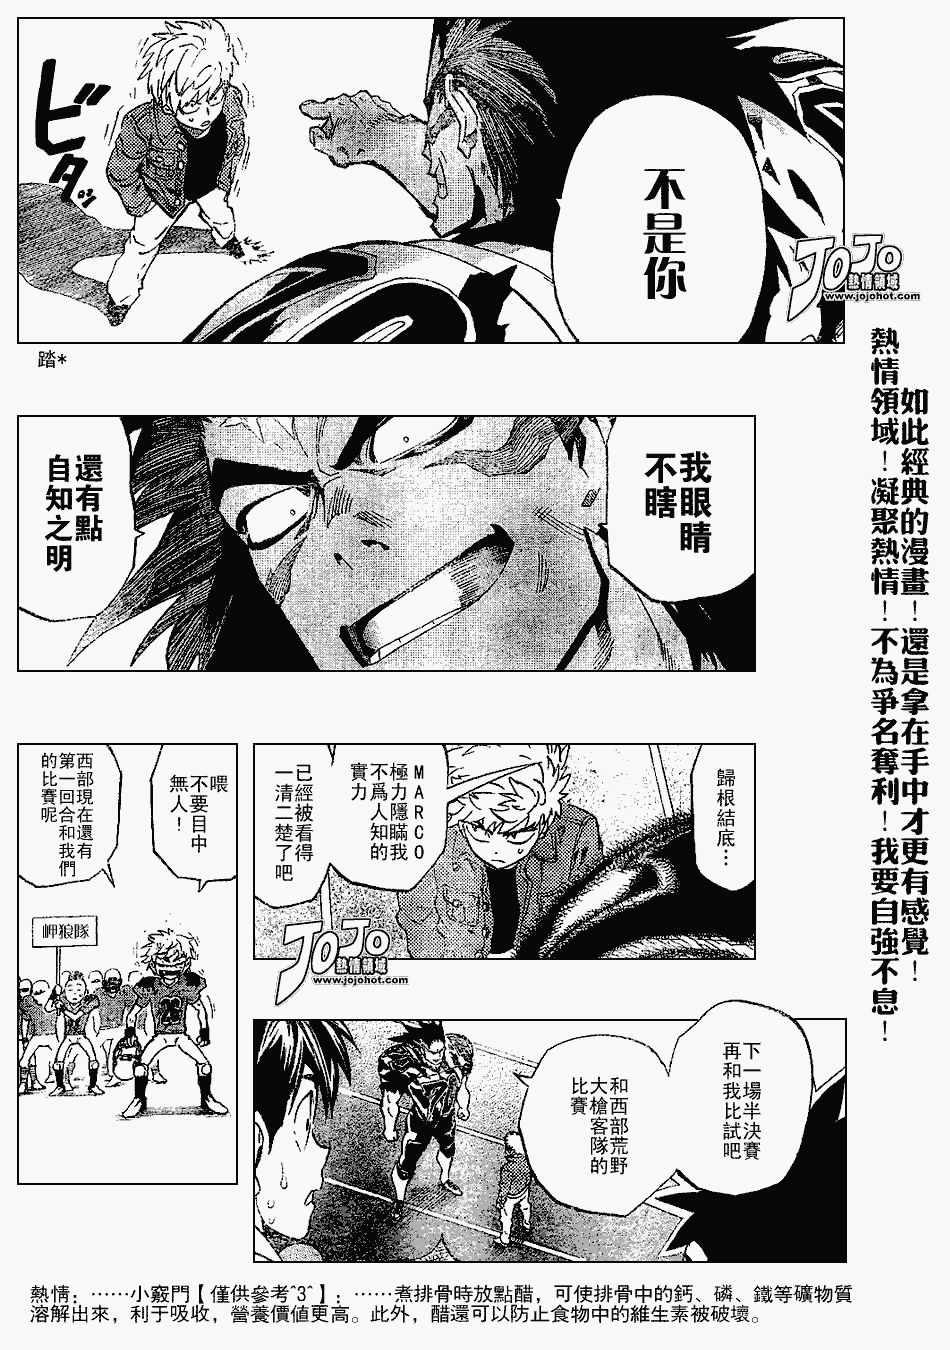 不是你
ビタッ
踏*
JOJO
熱情領域
www.jojohot.com
我眼睛
不瞎
還有點
自知之明
歸根結底…
MARCO
極力隱瞞我
不爲人知的
實力
已經被看得
一清二楚了吧
喂
不要目中
無人！
西部現在還有
第一回合和我們
的比賽呢
岬狼隊
26
JOJO
熱情領域
www.jojohot.com
下一場半決賽
再和我比試吧
和西部荒野
大槍客隊的
比賽
如此經典的漫畫！還是拿在手中才更有感覺！
熱情領域！凝聚熱情！不為爭名奪利！我要自強不息！
熱情：……小竅門【僅供參考^3^】：……煮排骨時放點醋，可使排骨中的鈣、磷、鐵等礦物質
溶解出來，利于吸收，營養價值更高。此外，醋還可以防止食物中的維生素被破壞。